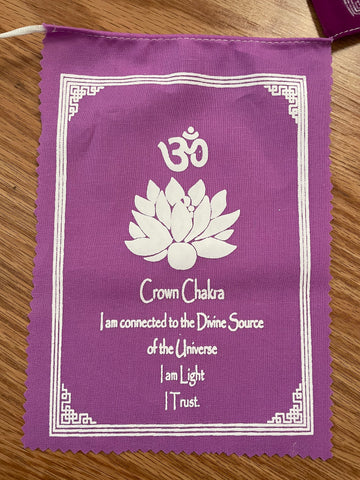 ॐ
Crown Chakra
I am connected to the Divine Source
of the Universe
I am Light
I Trust.